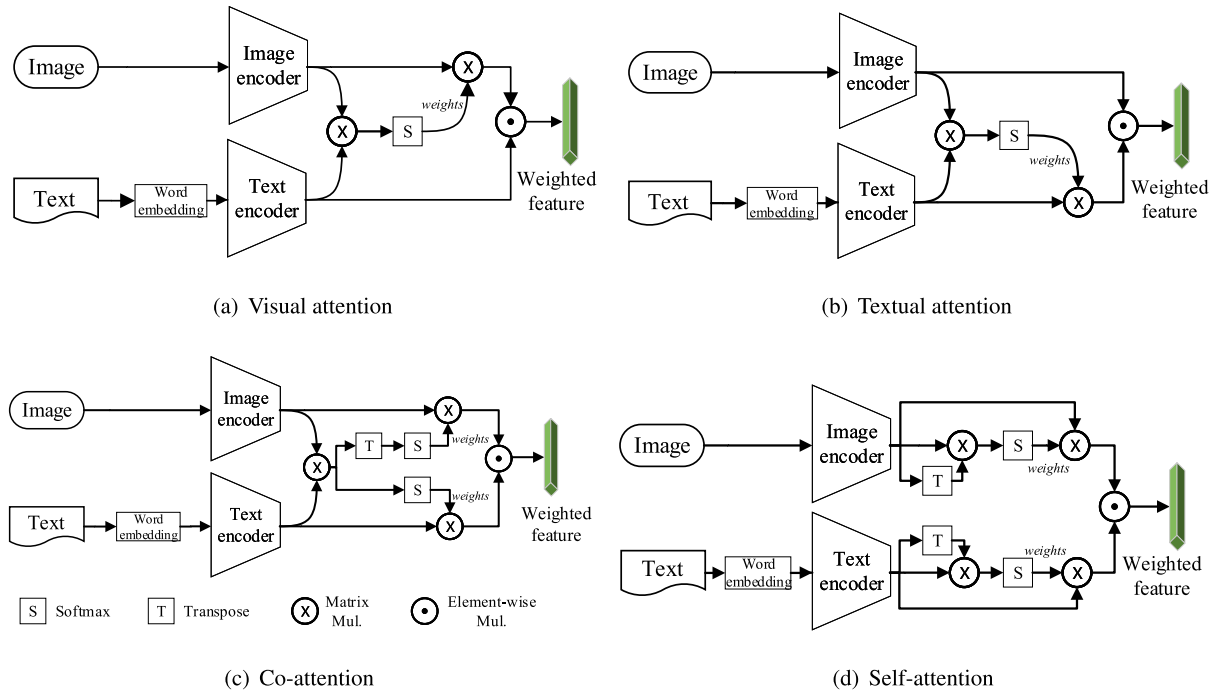 Image
Image
encoder
X
X
weights
S
Text
Word
embedding
Text
encoder
Weighted
feature
(a) Visual attention
Image
Image
encoder
X
S
weights
Text
Word
embedding
Text
encoder
X
Weighted
feature
(b) Textual attention
Image
Image
encoder
X
T
S
weights
X
S
weights
Text
Word
embedding
Text
encoder
X
Weighted
feature
S Softmax
T Transpose
X Matrix
Mul.
Element-wise
Mul.
(c) Co-attention
Image
Image
encoder
X
S
X
weights
T
Text
Word
embedding
Text
encoder
T
weights
X
S
X
Weighted
feature
(d) Self-attention